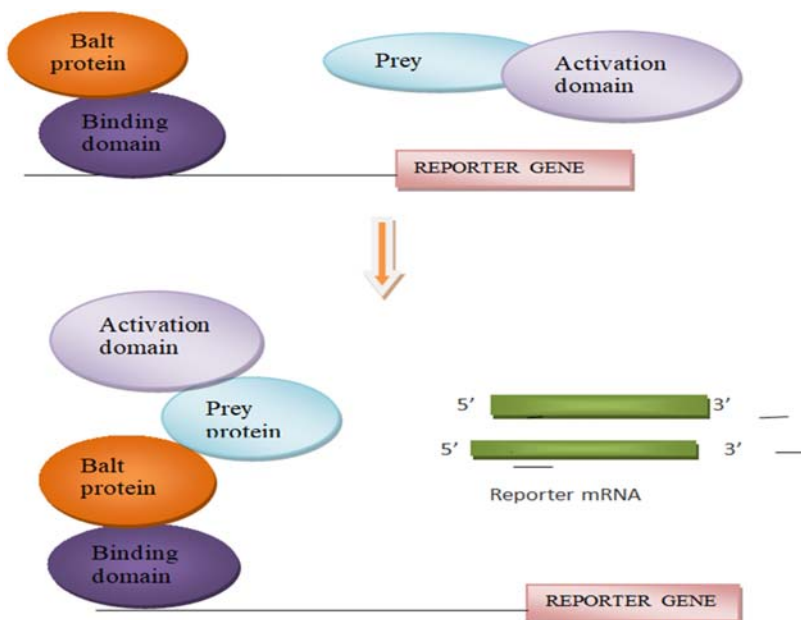 Balt
protein
Prey
Activation
domain
Binding
domain
REPORTER GENE
Activation
domain
Prey
protein
5’ 3’
Balt
protein
5’ 3’
Reporter mRNA
Binding
domain
REPORTER GENE